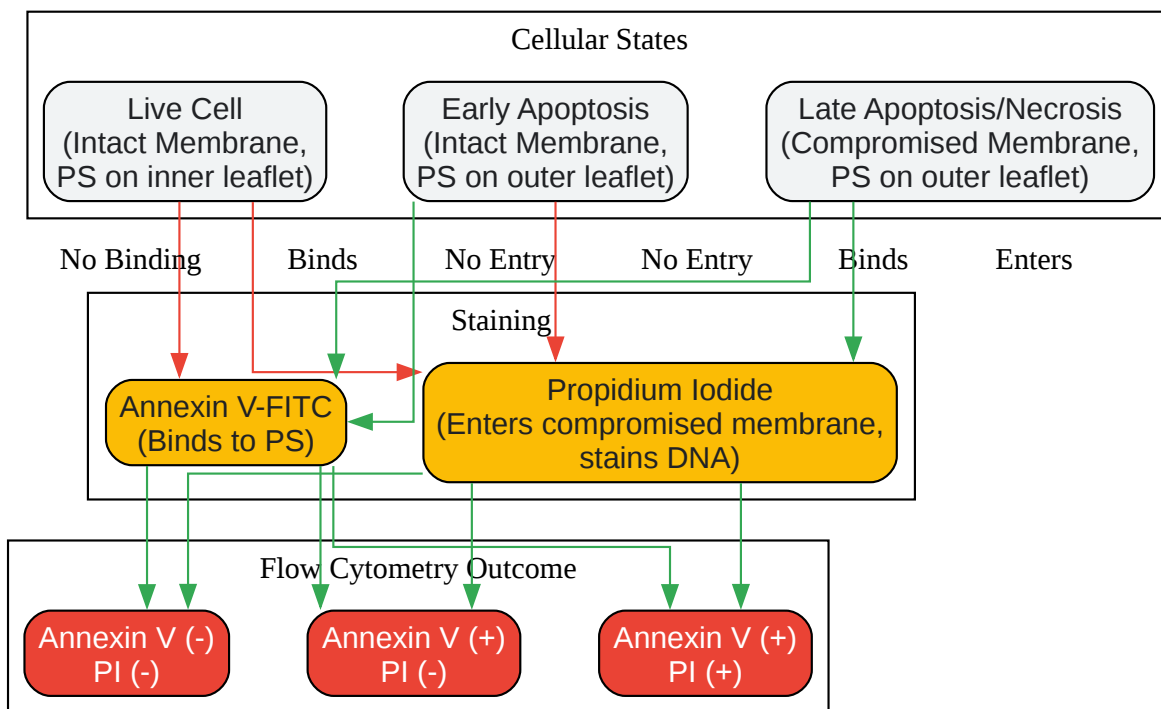 Cellular States
Live Cell
(Intact Membrane,
PS on inner leaflet)
Early Apoptosis
(Intact Membrane,
PS on outer leaflet)
Late Apoptosis/Necrosis
(Compromised Membrane,
PS on outer leaflet)
No Binding
Binds
No Entry
No Entry
Binds
Enters
Staining
Annexin V-FITC
(Binds to PS)
Propidium Iodide
(Enters compromised membrane,
stains DNA)
Flow Cytometry Outcome
Annexin V (-)
PI (-)
Annexin V (+)
PI (-)
Annexin V (+)
PI (+)